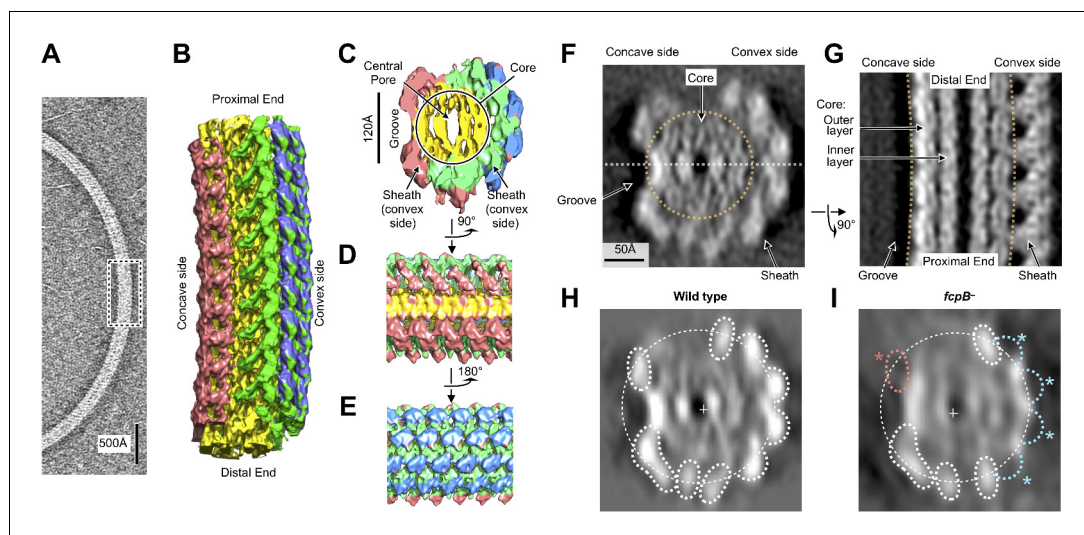 A
B
C
F
G
Concave side
Convex side
Concave side
Convex side
Central
Pore
Core
Core
Distal End
Proximal End
Core:
Outer
layer
120Å
Groove
Inner
layer
Sheath
(convex
side)
Sheath
(convex
side)
Groove
90°
90°
50Å
Proximal End
D
Sheath
Groove
Sheath
Concave side
Convex side
H
Wild type
I
fcpB–
*
*
*
180°
E
*
500Å
*
Distal End